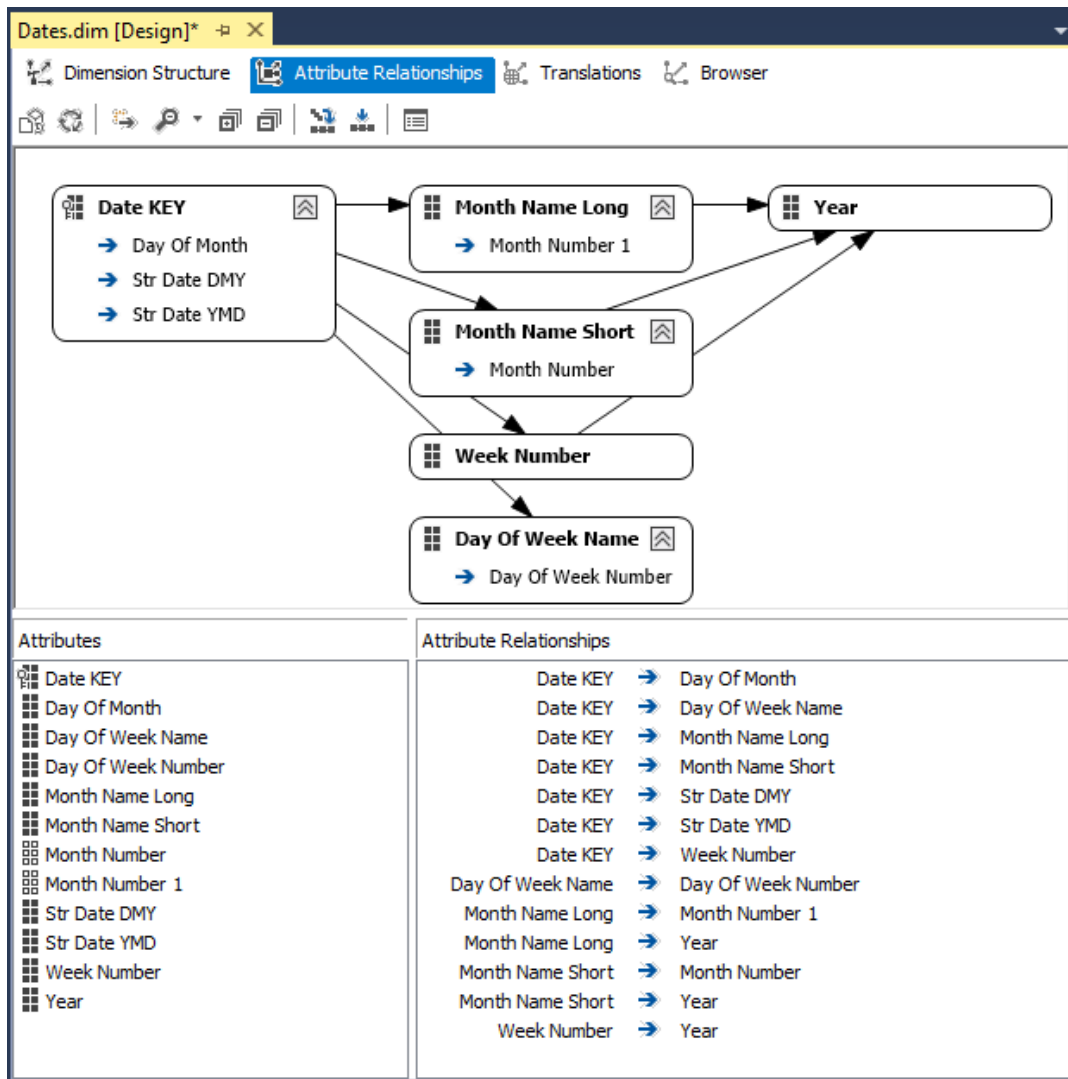 Dates.dim [Design]*
Dimension Structure Attribute Relationships Translations Browser
Date KEY
Day Of Month
Str Date DMY
Str Date YMD
Month Name Long
Month Number 1
Year
Month Name Short
Month Number
Week Number
Day Of Week Name
Day Of Week Number
Attributes
Date KEY
Day Of Month
Day Of Week Name
Day Of Week Number
Month Name Long
Month Name Short
Month Number
Month Number 1
Str Date DMY
Str Date YMD
Week Number
Year
Attribute Relationships
Date KEY Day Of Month
Date KEY Day Of Week Name
Date KEY Month Name Long
Date KEY Month Name Short
Date KEY Str Date DMY
Date KEY Str Date YMD
Date KEY Week Number
Day Of Week Name Day Of Week Number
Month Name Long Month Number 1
Month Name Long Year
Month Name Short Month Number
Month Name Short Year
Week Number Year